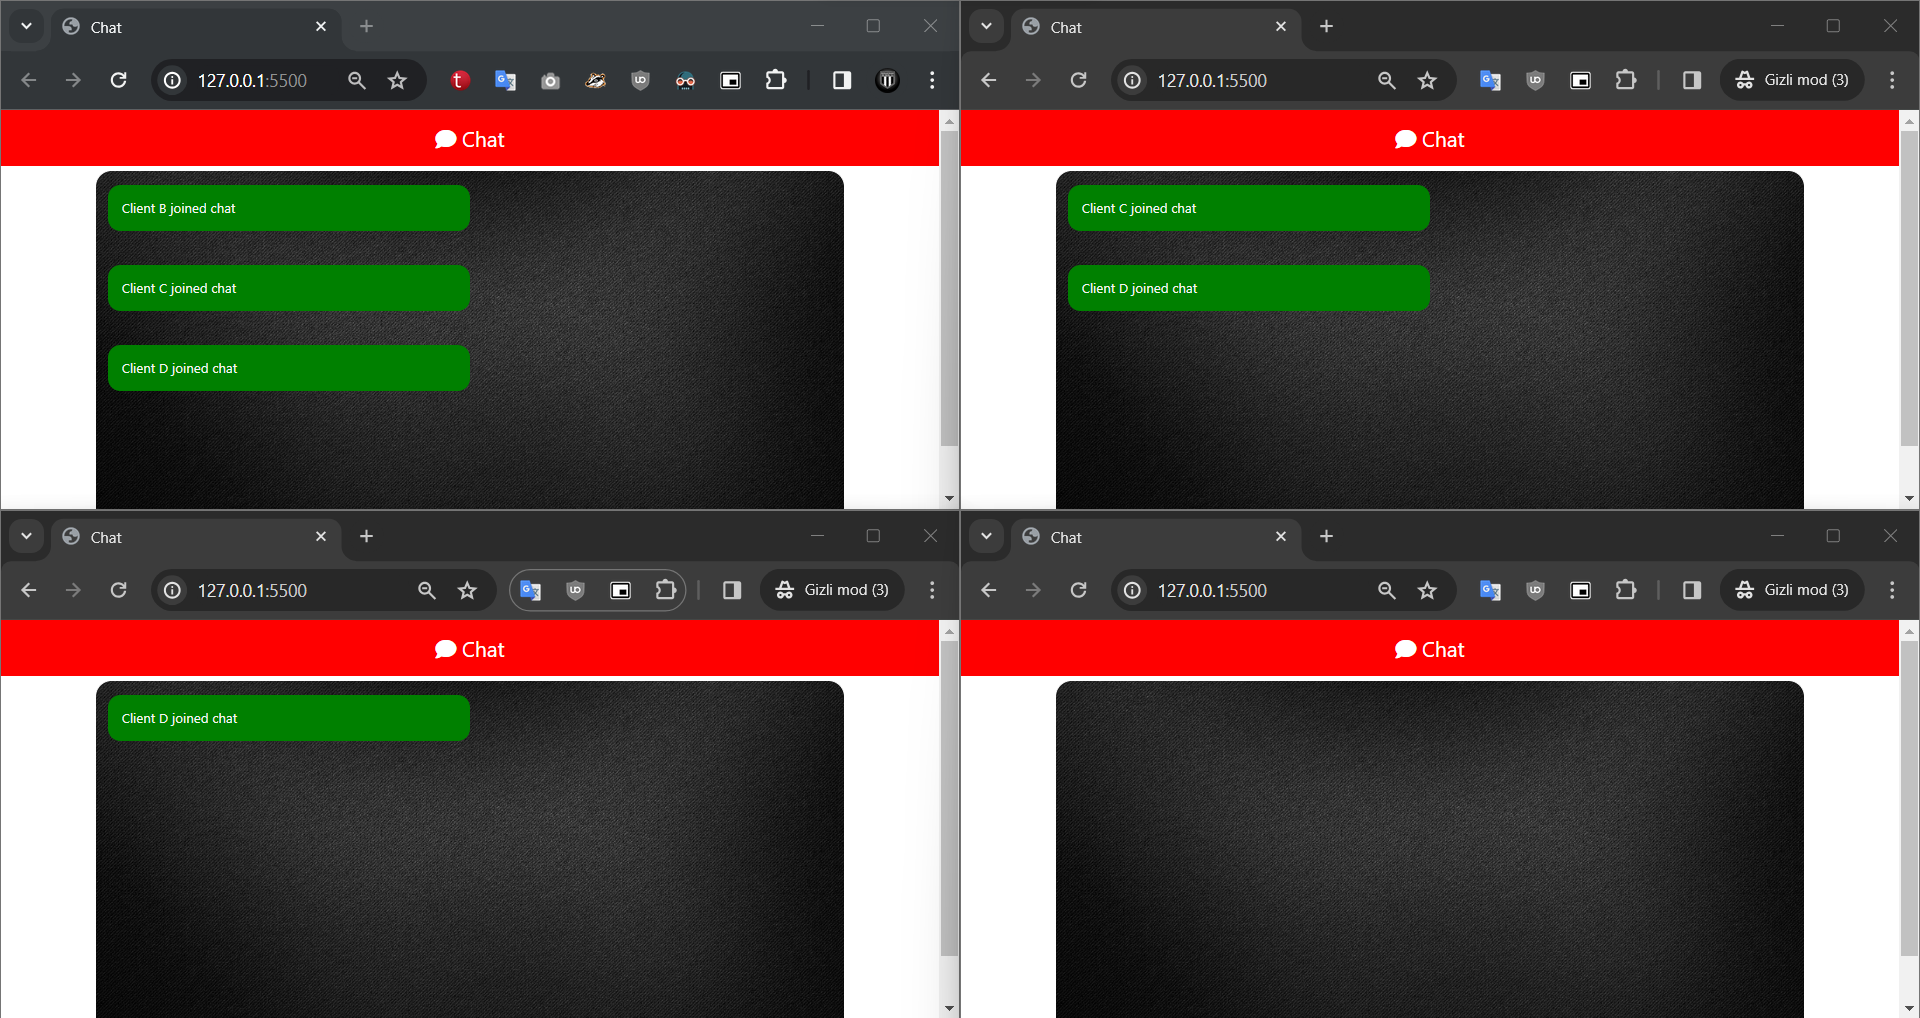 Chat
127.0.0.1:5500
Chat
Client B joined chat
Client C joined chat
Client D joined chat
Chat
127.0.0.1:5500
Gizli mod (3)
Chat
Client C joined chat
Client D joined chat
Chat
127.0.0.1:5500
Gizli mod (3)
Chat
Client D joined chat
Chat
127.0.0.1:5500
Gizli mod (3)
Chat